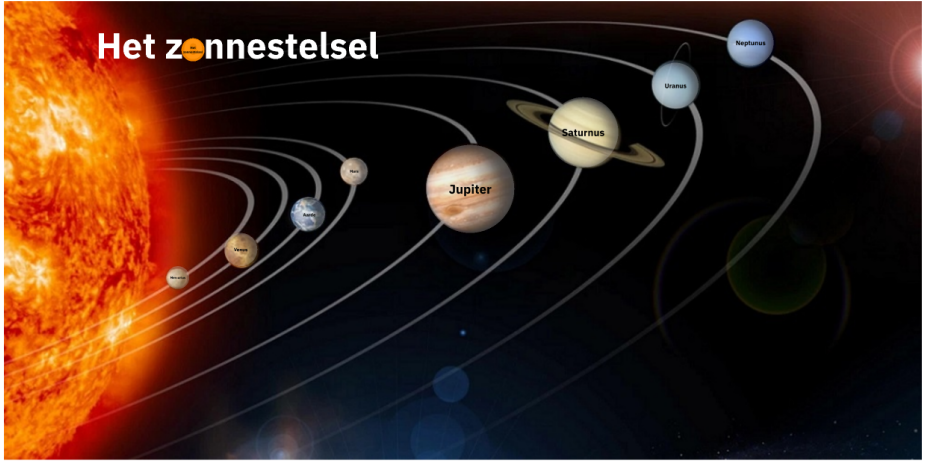 Het zonnestelsel
Neptunus
Uranus
Saturnus
Jupiter
Mars
Aarde
Venus
Mercurius